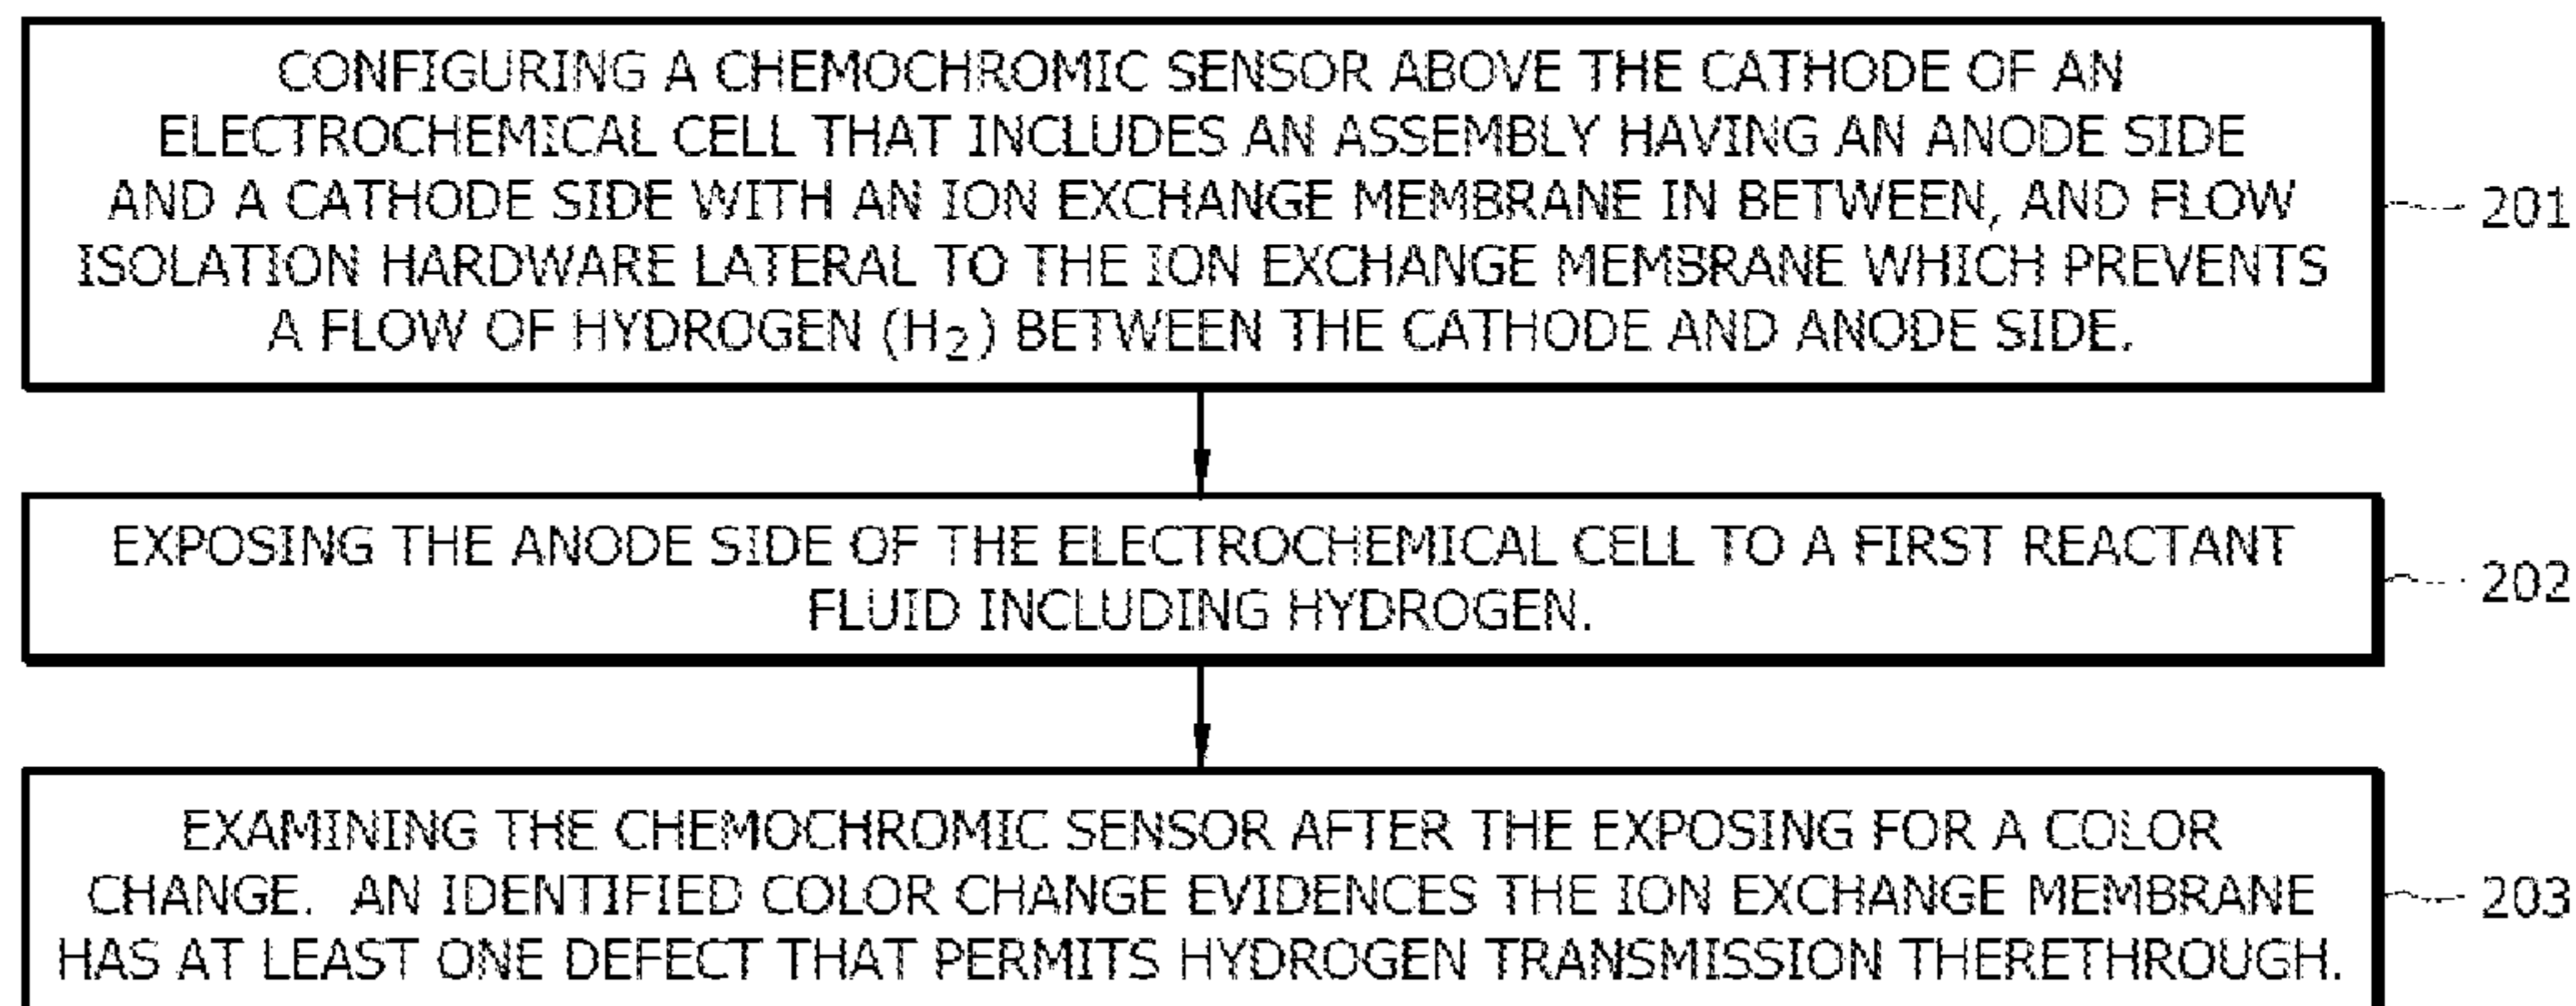 CONFIGURING A CHEMOCHROMIC SENSOR ABOVE THE CATHODE OF AN
ELECTROCHEMICAL CELL THAT INCLUDES AN ASSEMBLY HAVING AN ANODE SIDE
AND A CATHODE SIDE WITH AN ION EXCHANGE MEMBRANE IN BETWEEN, AND FLOW
ISOLATION HARDWARE LATERAL TO THE ION EXCHANGE MEMBRANE WHICH PREVENTS
A FLOW OF HYDROGEN (H₂) BETWEEN THE CATHODE AND ANODE SIDE.
201
EXPOSING THE ANODE SIDE OF THE ELECTROCHEMICAL CELL TO A FIRST REACTANT
FLUID INCLUDING HYDROGEN.
202
EXAMINING THE CHEMOCHROMIC SENSOR AFTER THE EXPOSING FOR A COLOR
CHANGE. AN IDENTIFIED COLOR CHANGE EVIDENCES THE ION EXCHANGE MEMBRANE
HAS AT LEAST ONE DEFECT THAT PERMITS HYDROGEN TRANSMISSION THERETHROUGH.
203